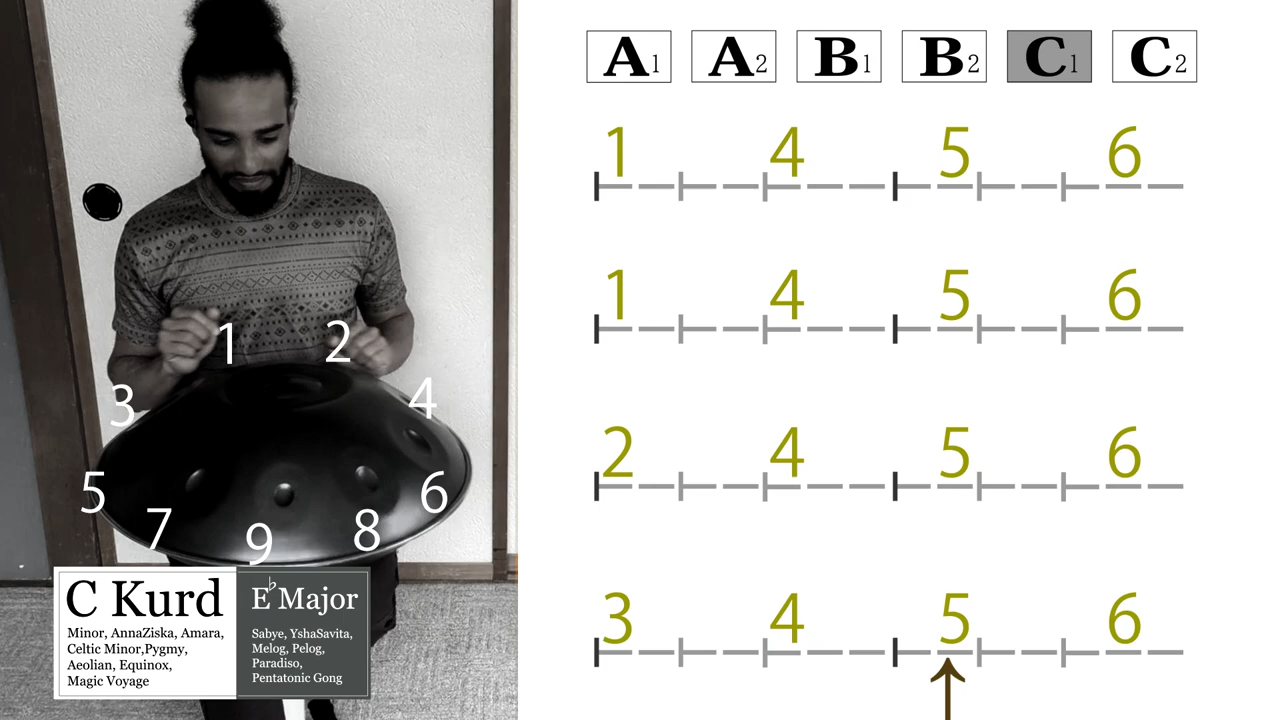 A1 A2 B1 B2 C1 C2
1 4 5 6
1 4 5 6
2 4 5 6
3 4 5 6
1 2
3 4
5 6
7 8
9
C Kurd
Minor, AnnaZiska, Amara,
Celtic Minor,Pygmy,
Aeolian, Equinox,
Magic Voyage
E♭ Major
Sabye, YshaSavita,
Melog, Pelog,
Paradiso,
Pentatonic Gong